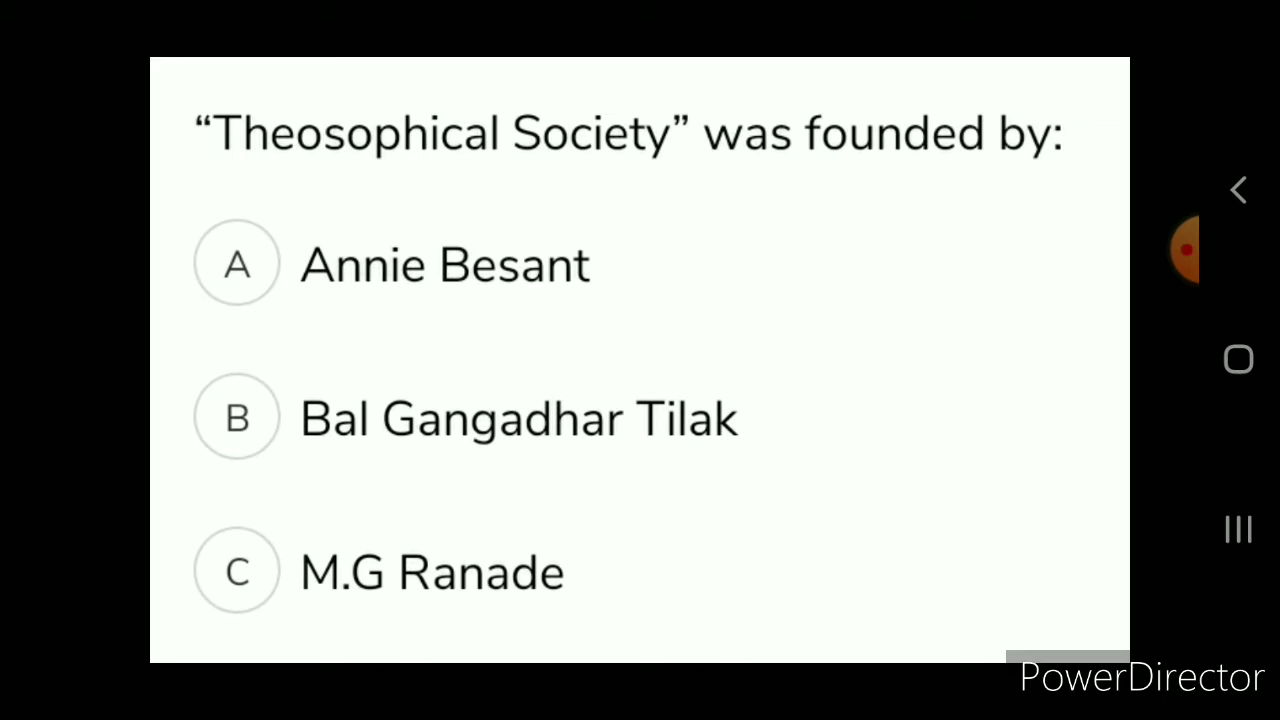 “Theosophical Society” was founded by:
A Annie Besant
B Bal Gangadhar Tilak
C M.G Ranade
PowerDirector